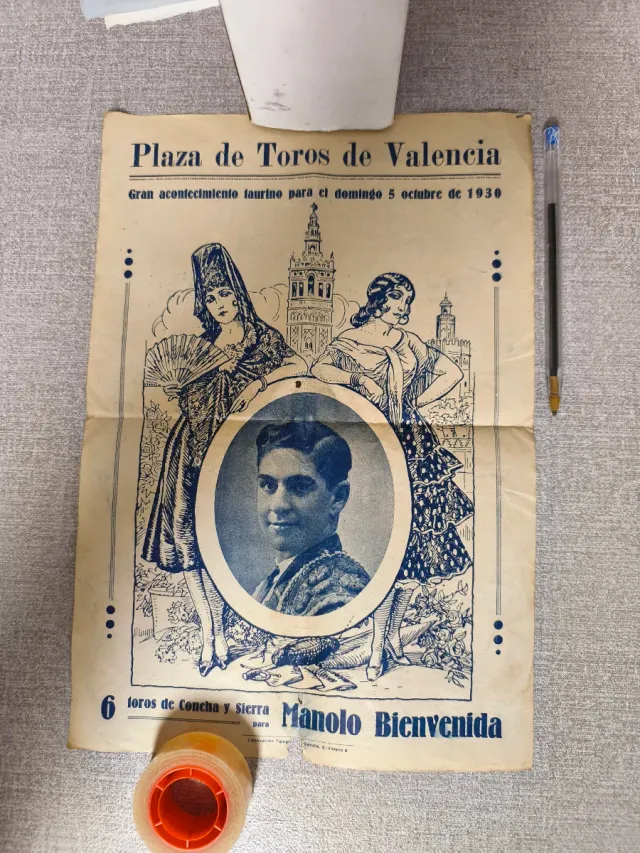 Plaza de Toros de Valencia
Gran acontecimiento taurino para el domingo 5 octubre de 1930
6 toros de Concha y Sierra
para Manolo Bienvenida